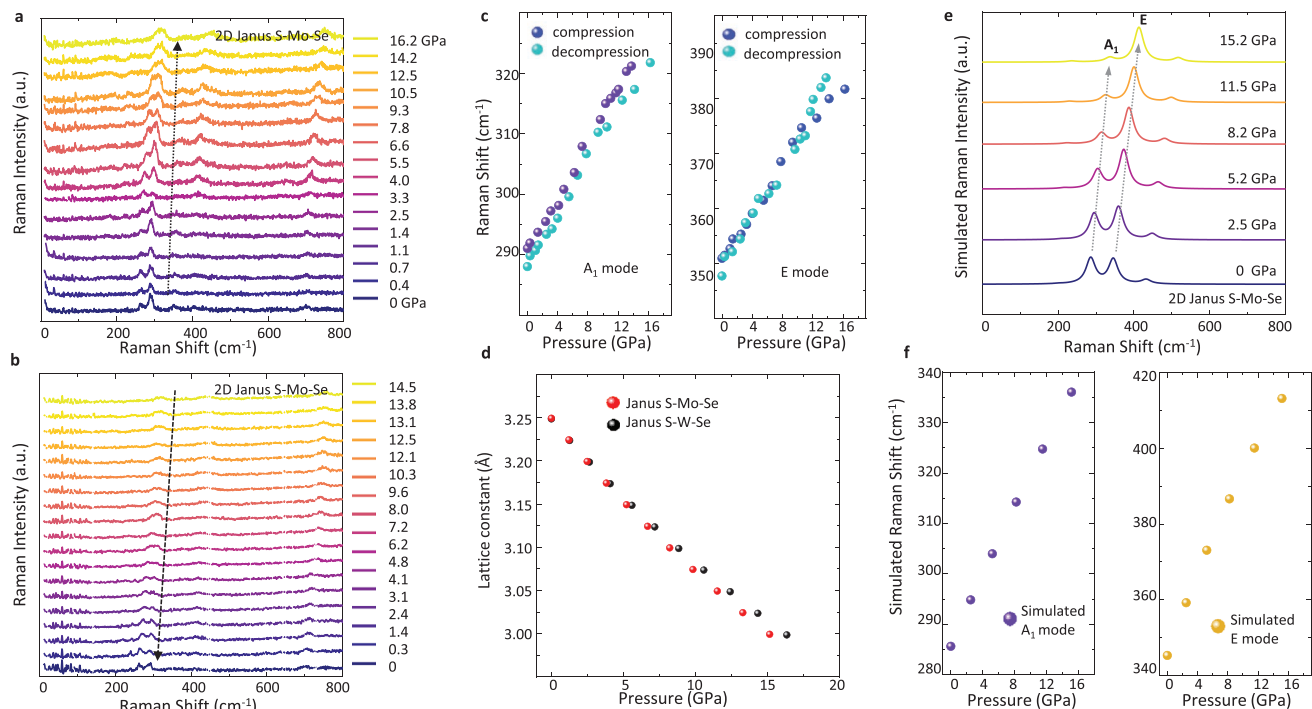 a
2D Janus S-Mo-Se
Raman Intensity (a.u.)
16.2 GPa
14.2
12.5
10.5
9.3
7.8
6.6
5.5
4.0
3.3
2.5
1.4
1.1
0.7
0.4
0 GPa
0 200 400 600 800
Raman Shift (cm⁻¹)
b
2D Janus S-Mo-Se
Raman Intensity (a.u.)
14.5
13.8
13.1
12.5
12.1
10.3
9.6
8.0
7.2
6.2
4.8
4.1
3.1
2.4
1.4
0.3
0
0 200 400 600 800
Raman Shift (cm⁻¹)
c
compression
decompression
Raman Shift (cm⁻¹)
320
310
300
290
A₁ mode
0 4 8 12 16
Pressure (GPa)
compression
decompression
390
380
370
360
350
E mode
0 4 8 12 16
Pressure (GPa)
d
Janus S-Mo-Se
Janus S-W-Se
Lattice constant (Å)
3.25
3.20
3.15
3.10
3.05
3.00
0 5 10 15 20
Pressure (GPa)
e
E
A₁
Simulated Raman Intensity (a.u.)
15.2 GPa
11.5 GPa
8.2 GPa
5.2 GPa
2.5 GPa
0 GPa
2D Janus S-Mo-Se
0 200 400 600 800
Raman Shift (cm⁻¹)
f
Simulated Raman Shift (cm⁻¹)
340
330
320
305
310
290
285
280
Simulated
A₁ mode
0 4 8 12 16
Pressure (GPa)
420
400
380
360
340
Simulated
E mode
0 4 8 12 16
Pressure (GPa)